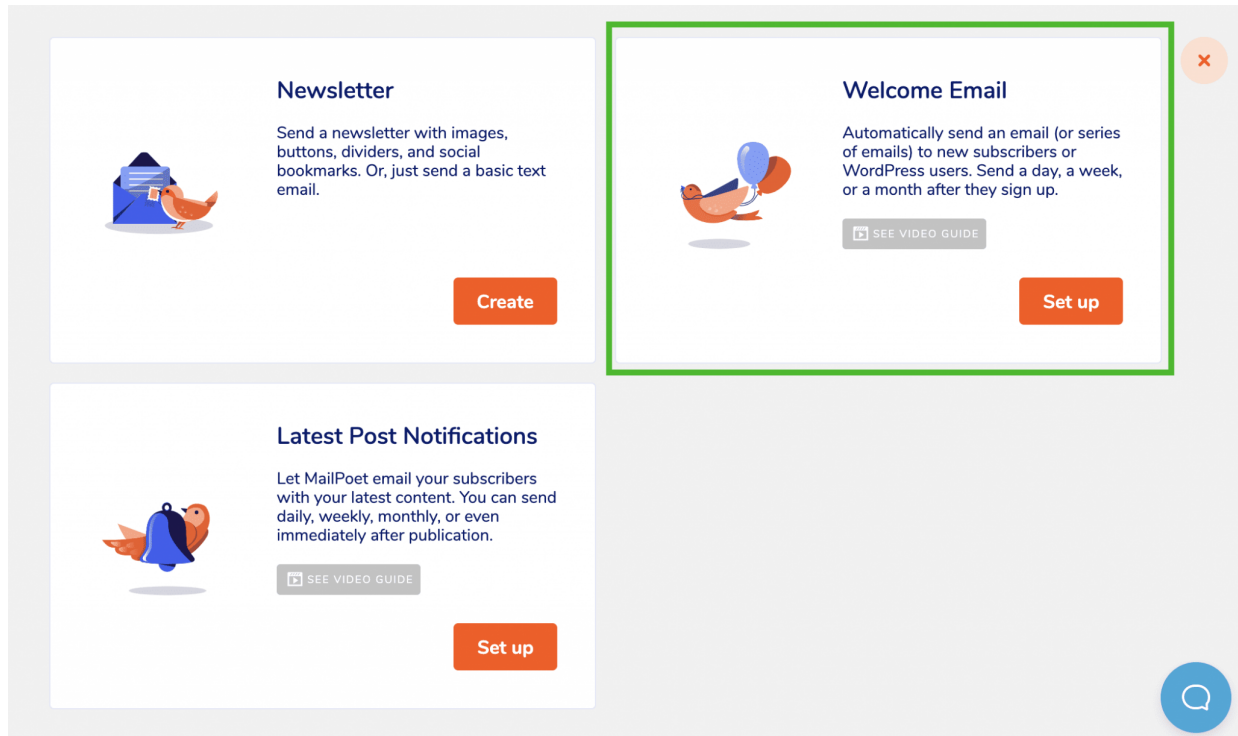 Newsletter
Send a newsletter with images,
buttons, dividers, and social
bookmarks. Or, just send a basic text
email.
Create
Welcome Email
Automatically send an email (or series
of emails) to new subscribers or
WordPress users. Send a day, a week,
or a month after they sign up.
SEE VIDEO GUIDE
Set up
Latest Post Notifications
Let MailPoet email your subscribers
with your latest content. You can send
daily, weekly, monthly, or even
immediately after publication.
SEE VIDEO GUIDE
Set up